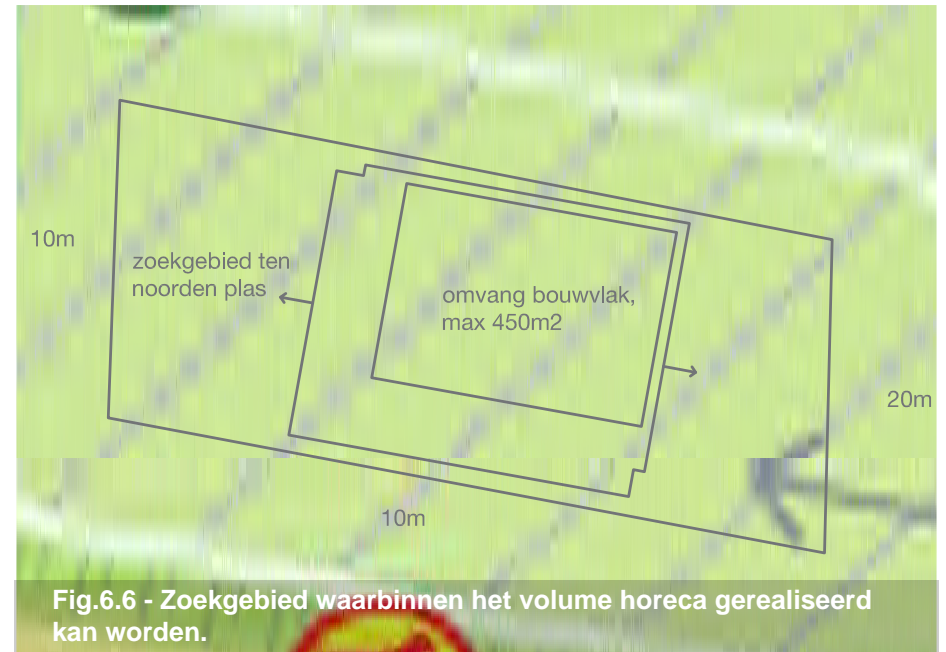 10m
zoekgebied ten
noorden plas
omvang bouwvlak,
max 450m2
20m
10m
Fig.6.6 - Zoekgebied waarbinnen het volume horeca gerealiseerd
kan worden.